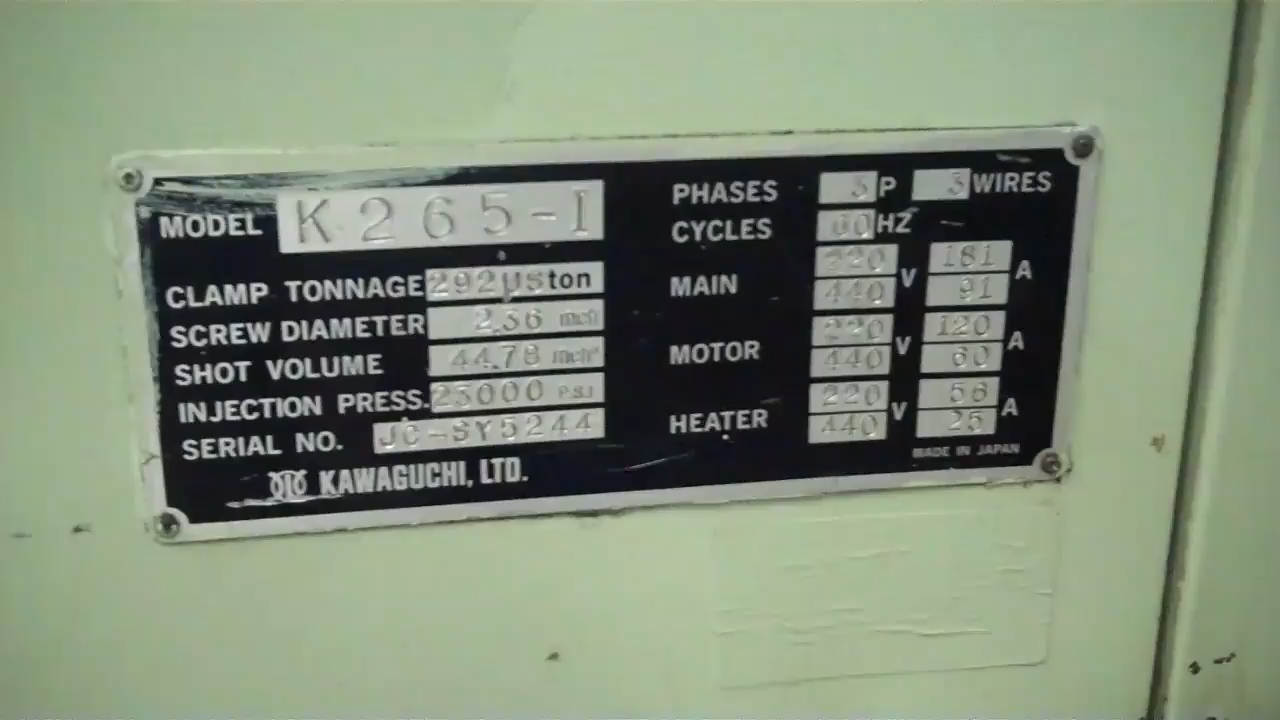 MODEL K265-I
CLAMP TONNAGE 292 US ton
SCREW DIAMETER 2.36 inch
SHOT VOLUME 44.78 inch³
INJECTION PRESS. 23000 P.S.I
SERIAL NO. JC-SY5244
KAWAGUCHI, LTD.
PHASES 3 P 3 WIRES
CYCLES 60 HZ
MAIN 220 V 181 A
440 91
MOTOR 220 V 120 A
440 60
HEATER 220 V 56 A
440 25
MADE IN JAPAN